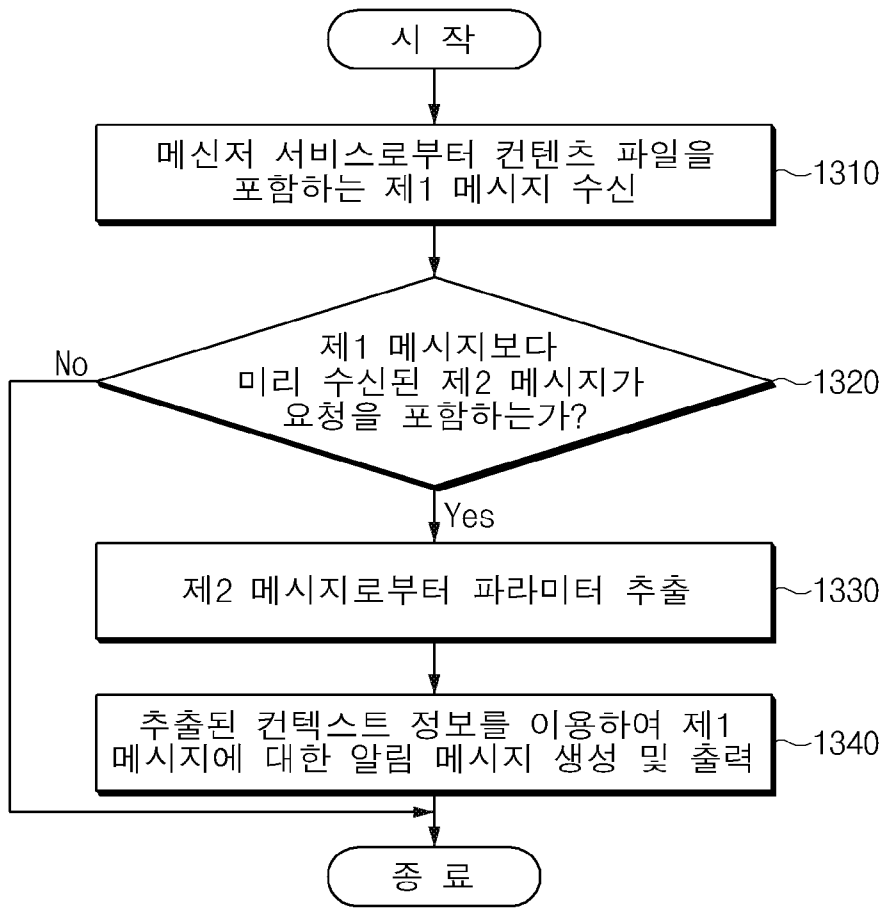 시 작
메신저 서비스로부터 컨텐츠 파일을
포함하는 제1 메시지 수신
1310
제1 메시지보다
미리 수신된 제2 메시지가
요청을 포함하는가?
1320
No
Yes
제2 메시지로부터 파라미터 추출
1330
추출된 컨텍스트 정보를 이용하여 제1
메시지에 대한 알림 메시지 생성 및 출력
1340
종 료